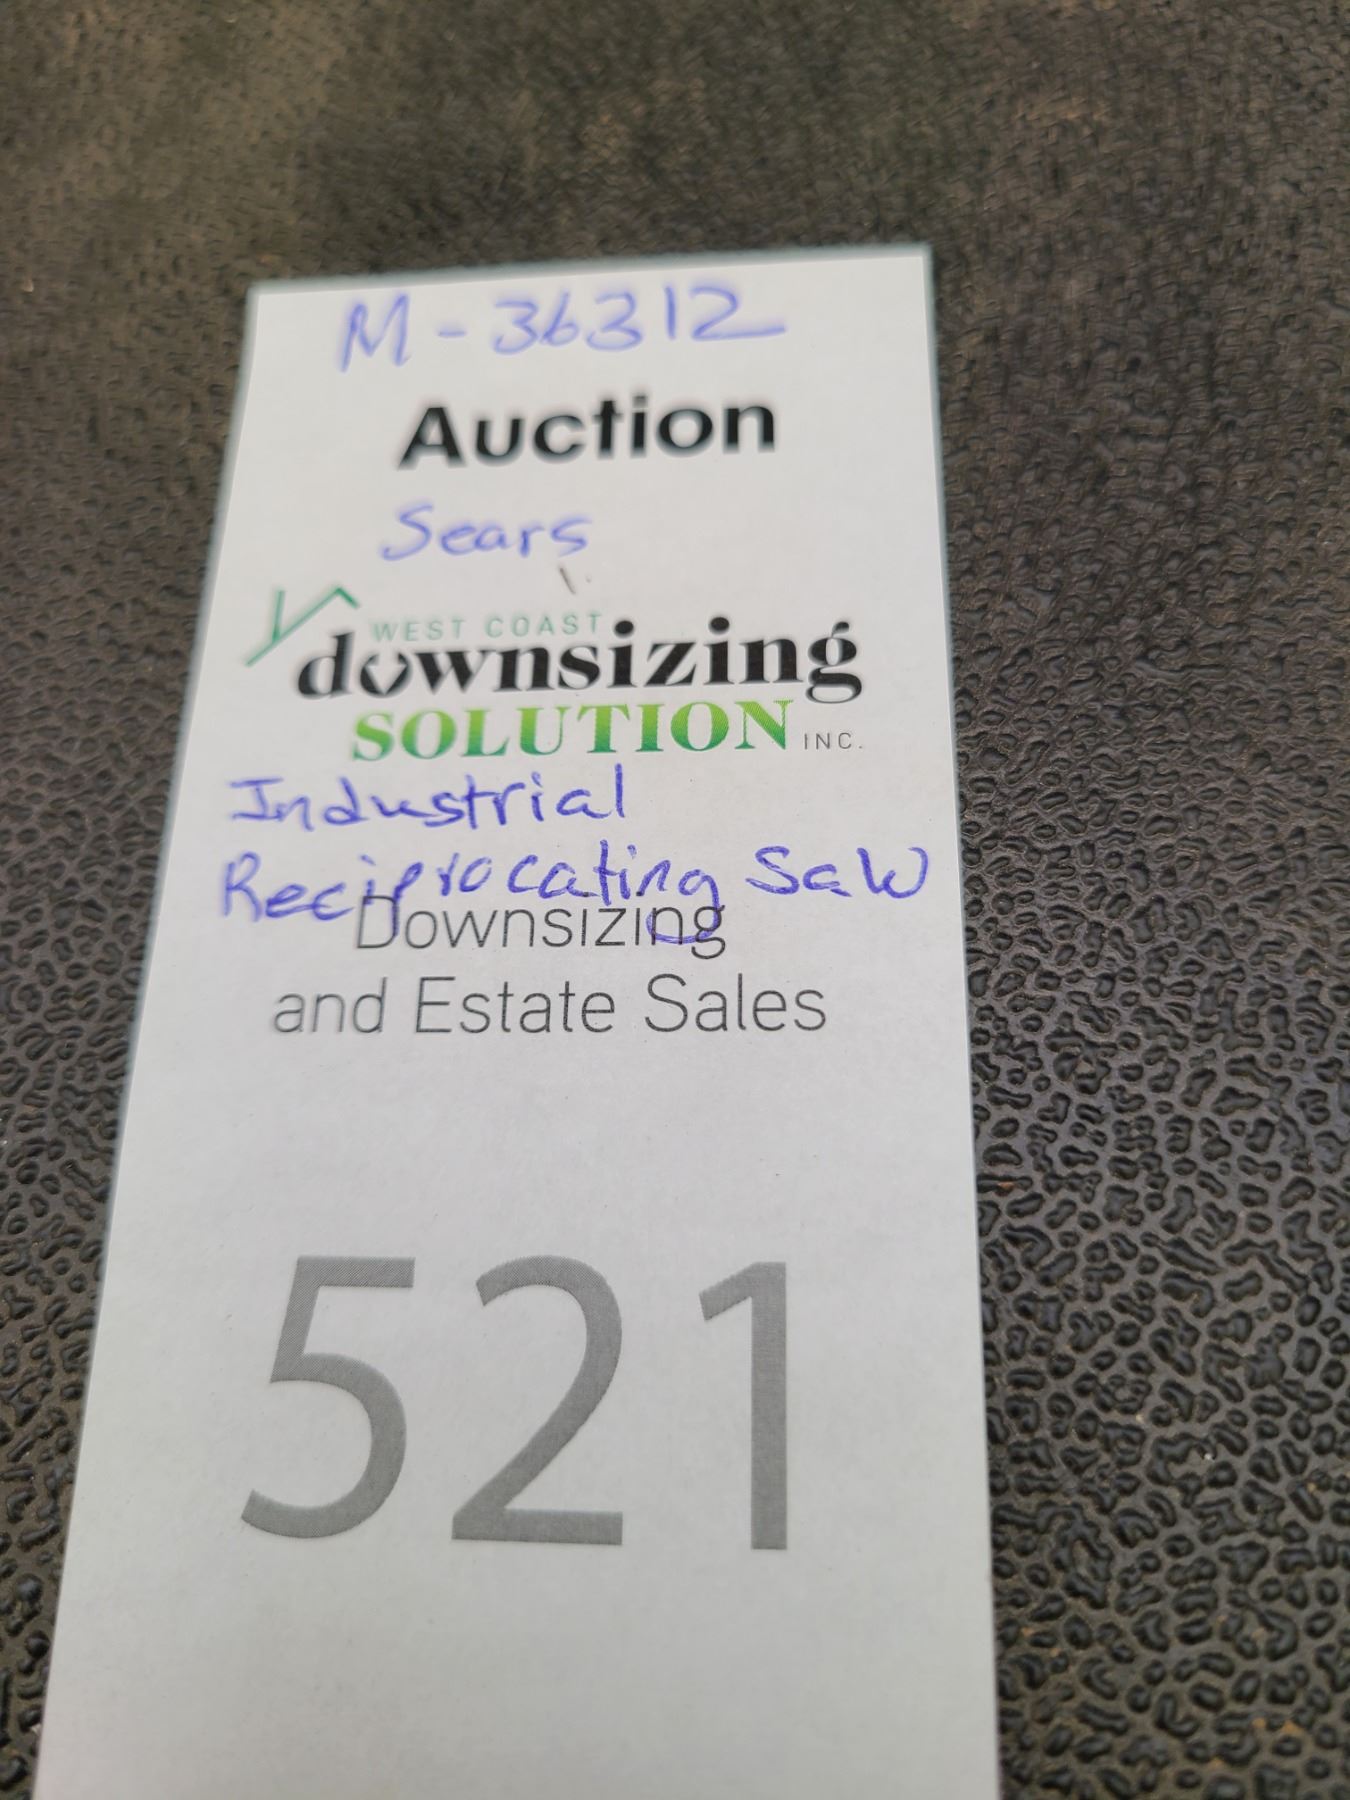 M-36312
Auction
Sears
WEST COAST
downsizing
SOLUTION INC.
Industrial
Reciprocating Saw
Downsizing
and Estate Sales
521